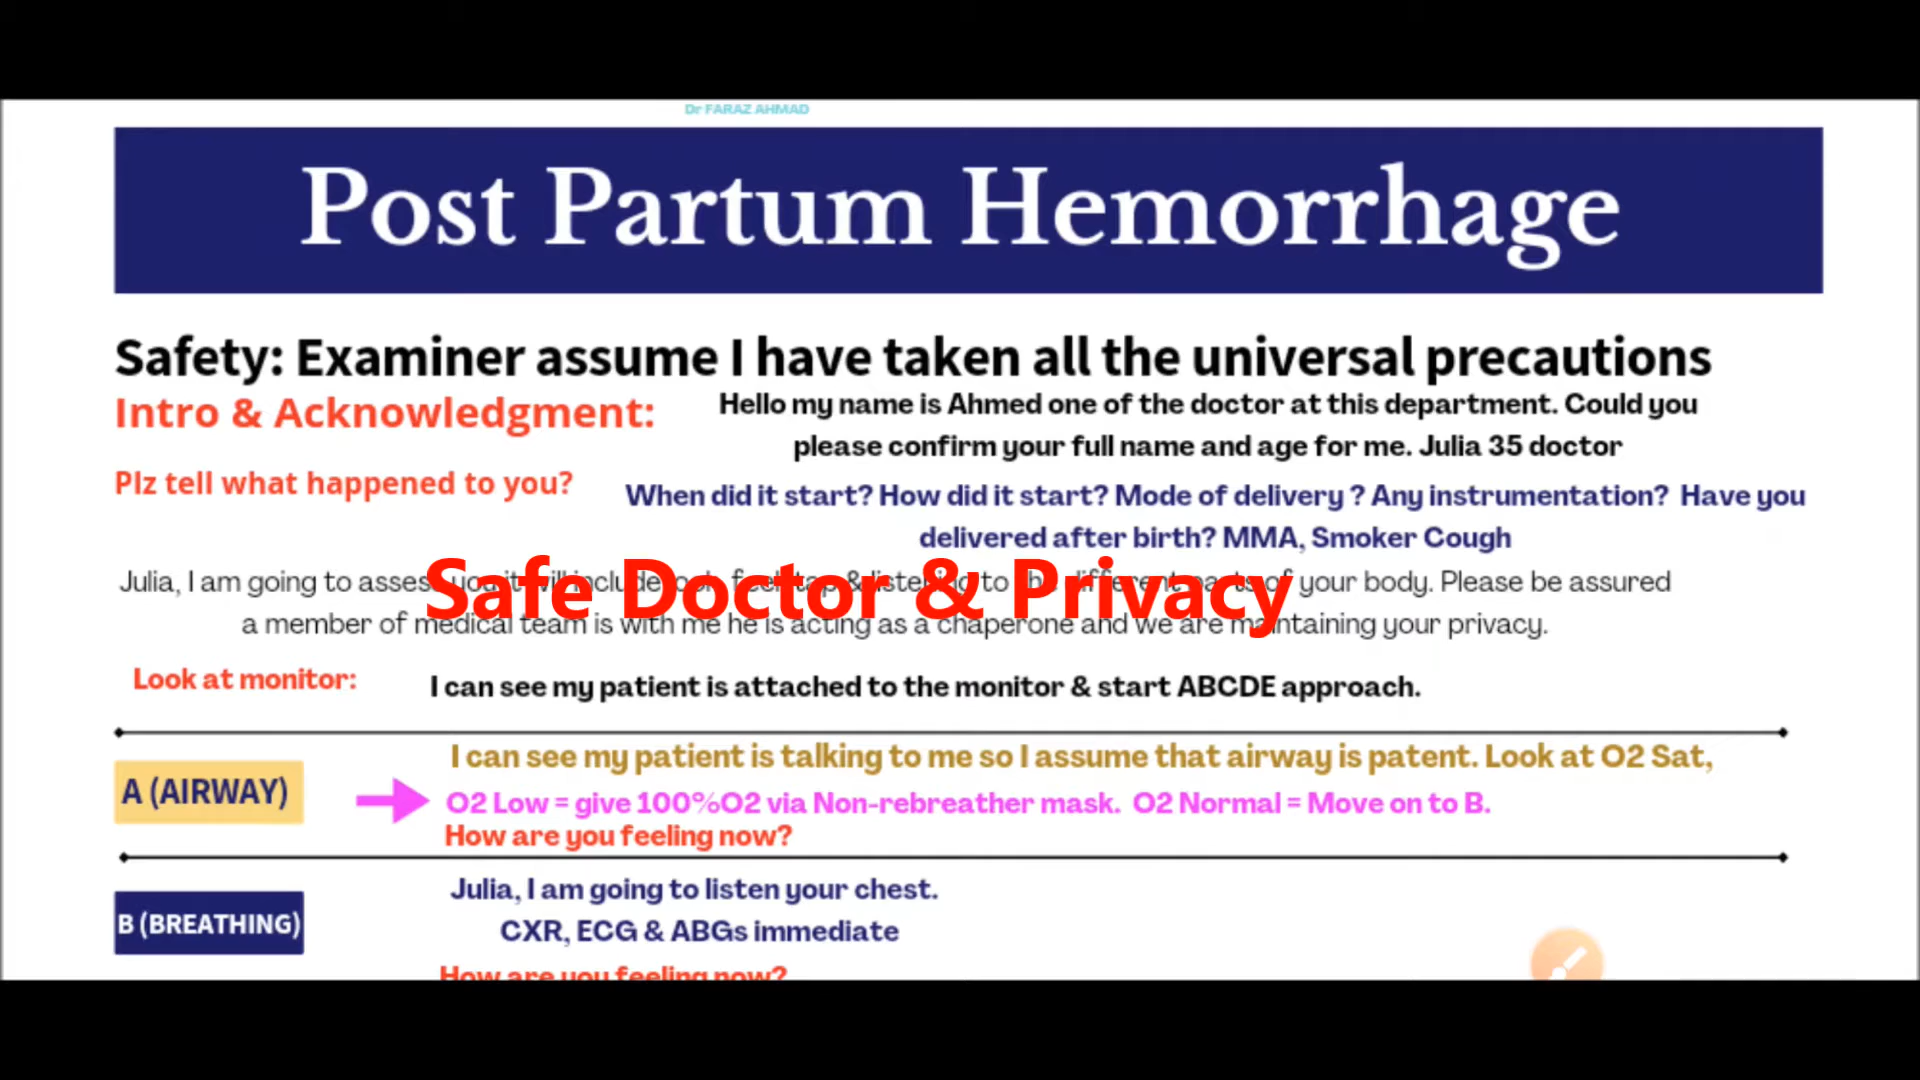 Dr FARAZ AHMAD
Post Partum Hemorrhage
Safety: Examiner assume I have taken all the universal precautions
Intro & Acknowledgment:
Hello my name is Ahmed one of the doctor at this department. Could you
please confirm your full name and age for me. Julia 35 doctor
Plz tell what happened to you?
When did it start? How did it start? Mode of delivery ? Any instrumentation? Have you
delivered after birth? MMA, Smoker Cough
Julia, I am going to assess you it will include look feel tap & listening to the different parts of your body. Please be assured
Safe Doctor & Privacy
a member of medical team is with me he is acting as a chaperone and we are maintaining your privacy.
Look at monitor:
I can see my patient is attached to the monitor & start ABCDE approach.
A (AIRWAY)
I can see my patient is talking to me so I assume that airway is patent. Look at O2 Sat,
O2 Low = give 100%O2 via Non-rebreather mask. O2 Normal = Move on to B.
How are you feeling now?
B (BREATHING)
Julia, I am going to listen your chest.
CXR, ECG & ABGs immediate
How are you feeling now?